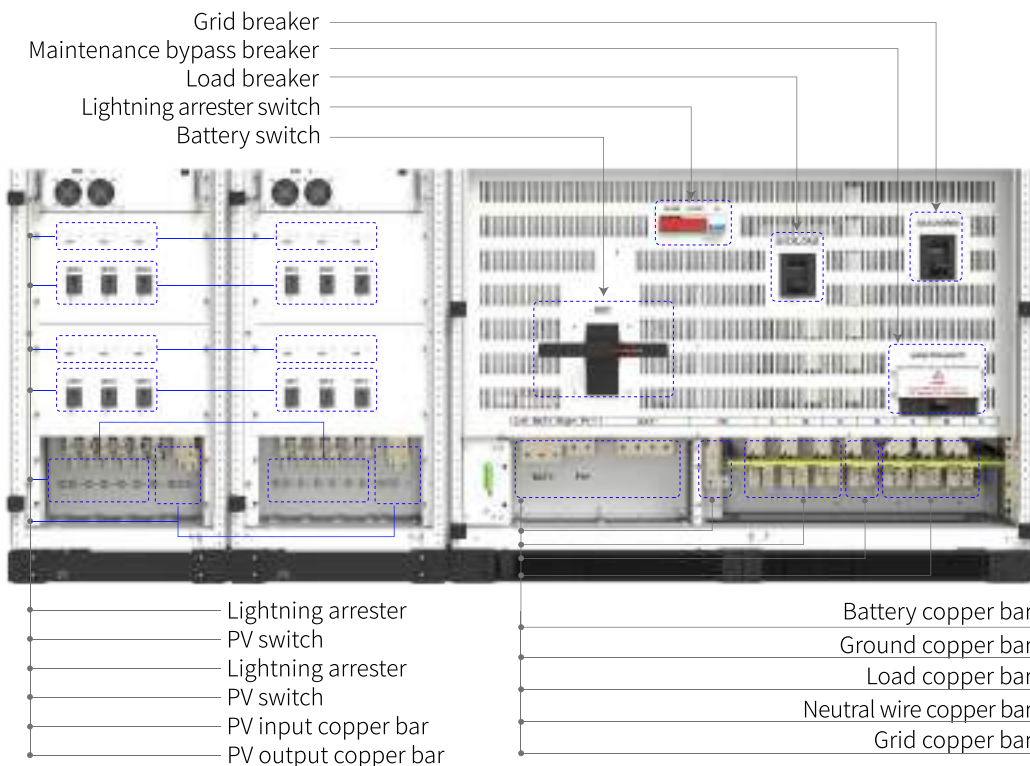 Grid breaker
Maintenance bypass breaker
Load breaker
Lightning arrester switch
Battery switch
Lightning arrester
PV switch
Lightning arrester
PV switch
PV input copper bar
PV output copper bar
Battery copper bar
Ground copper bar
Load copper bar
Neutral wire copper bar
Grid copper bar